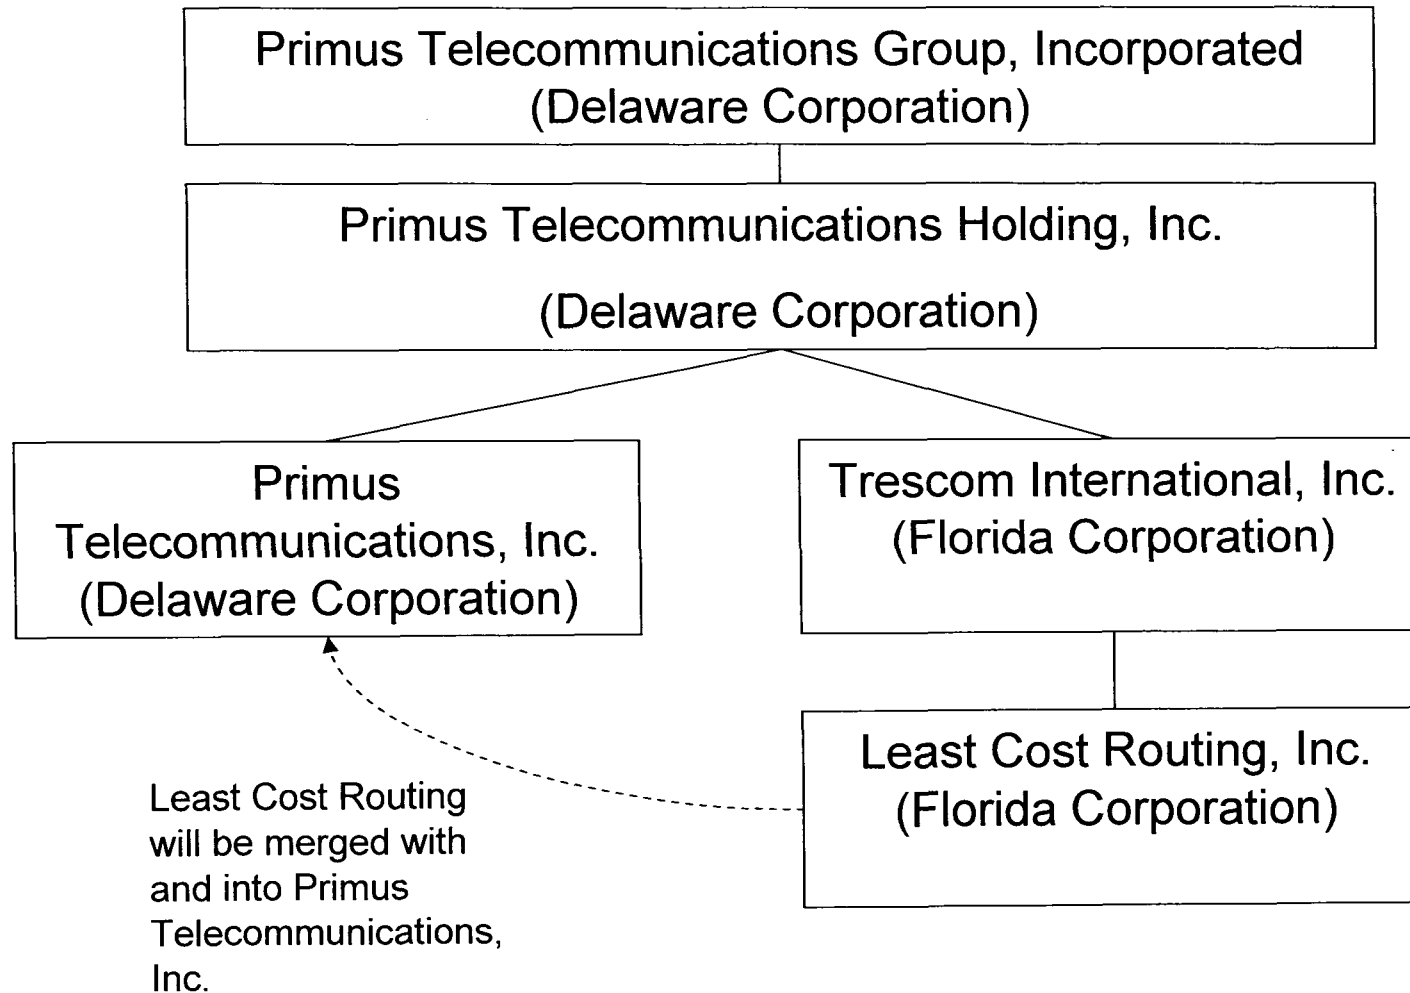 Primus Telecommunications Group, Incorporated
(Delaware Corporation)
Primus Telecommunications Holding, Inc.
(Delaware Corporation)
Primus
Telecommunications, Inc.
(Delaware Corporation)
Trescom International, Inc.
(Florida Corporation)
Least Cost Routing, Inc.
(Florida Corporation)
Least Cost Routing
will be merged with
and into Primus
Telecommunications,
Inc.